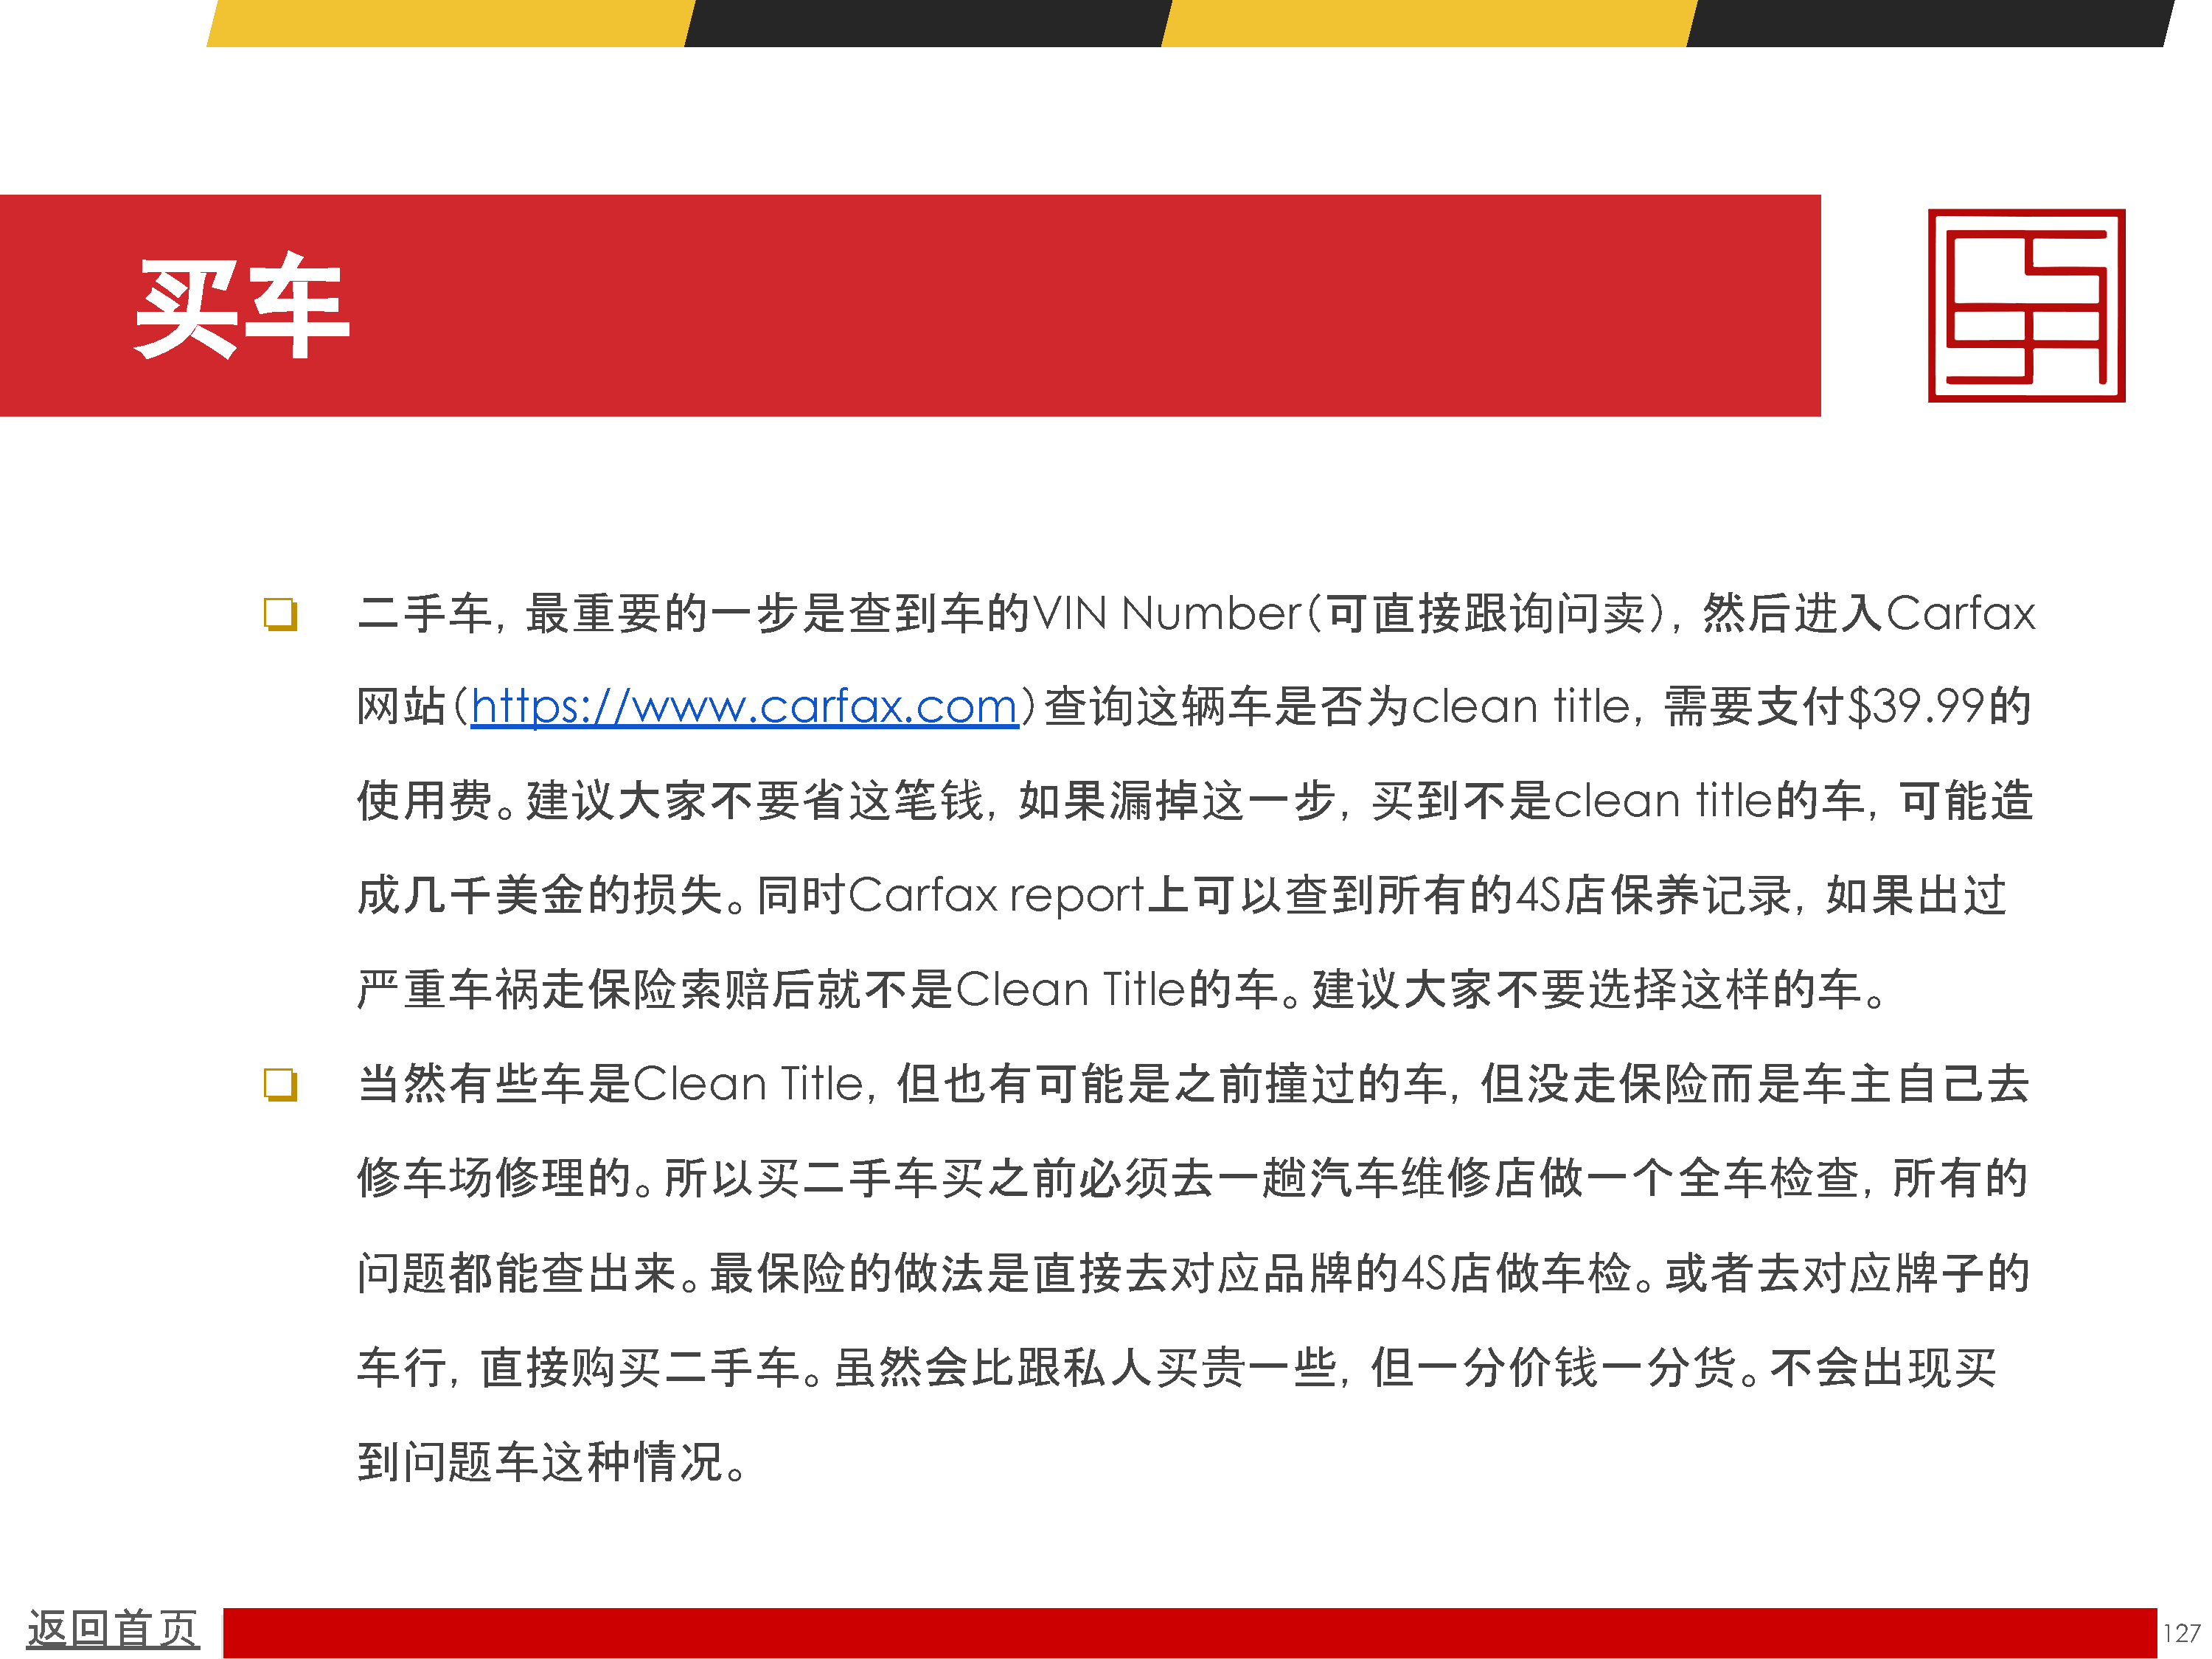 买车
二手车，最重要的一步是查到车的VIN Number（可直接跟询问卖），然后进入Carfax
网站（https://www.carfax.com）查询这辆车是否为clean title，需要支付$39.99的
使用费。建议大家不要省这笔钱，如果漏掉这一步，买到不是clean title的车，可能造
成几千美金的损失。同时Carfax report上可以查到所有的4S店保养记录，如果出过
严重车祸走保险索赔后就不是Clean Title的车。建议大家不要选择这样的车。
当然有些车是Clean Title，但也有可能是之前撞过的车，但没走保险而是车主自己去
修车场修理的。所以买二手车买之前必须去一趟汽车维修店做一个全车检查，所有的
问题都能查出来。最保险的做法是直接去对应品牌的4S店做车检。或者去对应牌子的
车行，直接购买二手车。虽然会比跟私人买贵一些，但一分价钱一分货。不会出现买
到问题车这种情况。
返回首页
127